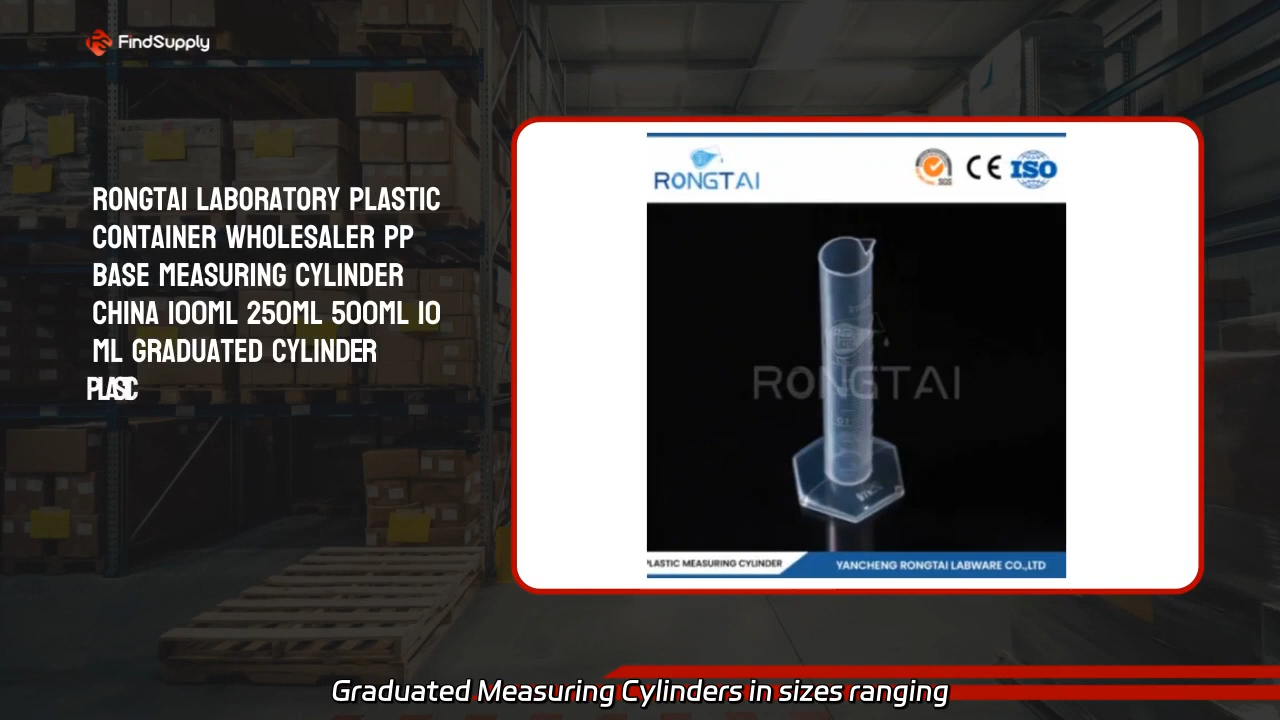 FindSupply
RONGTAI LABORATORY PLASTIC
CONTAINER WHOLESALER PP
BASE MEASURING CYLINDER
CHINA 100ML 250ML 500ML 10
ML GRADUATED CYLINDER
RONGTAI
SGS
CE ISO
RONGTAI
PLASTIC MEASURING CYLINDER
YANCHENG RONGTAI LABWARE CO.,LTD
Graduated Measuring Cylinders in sizes ranging